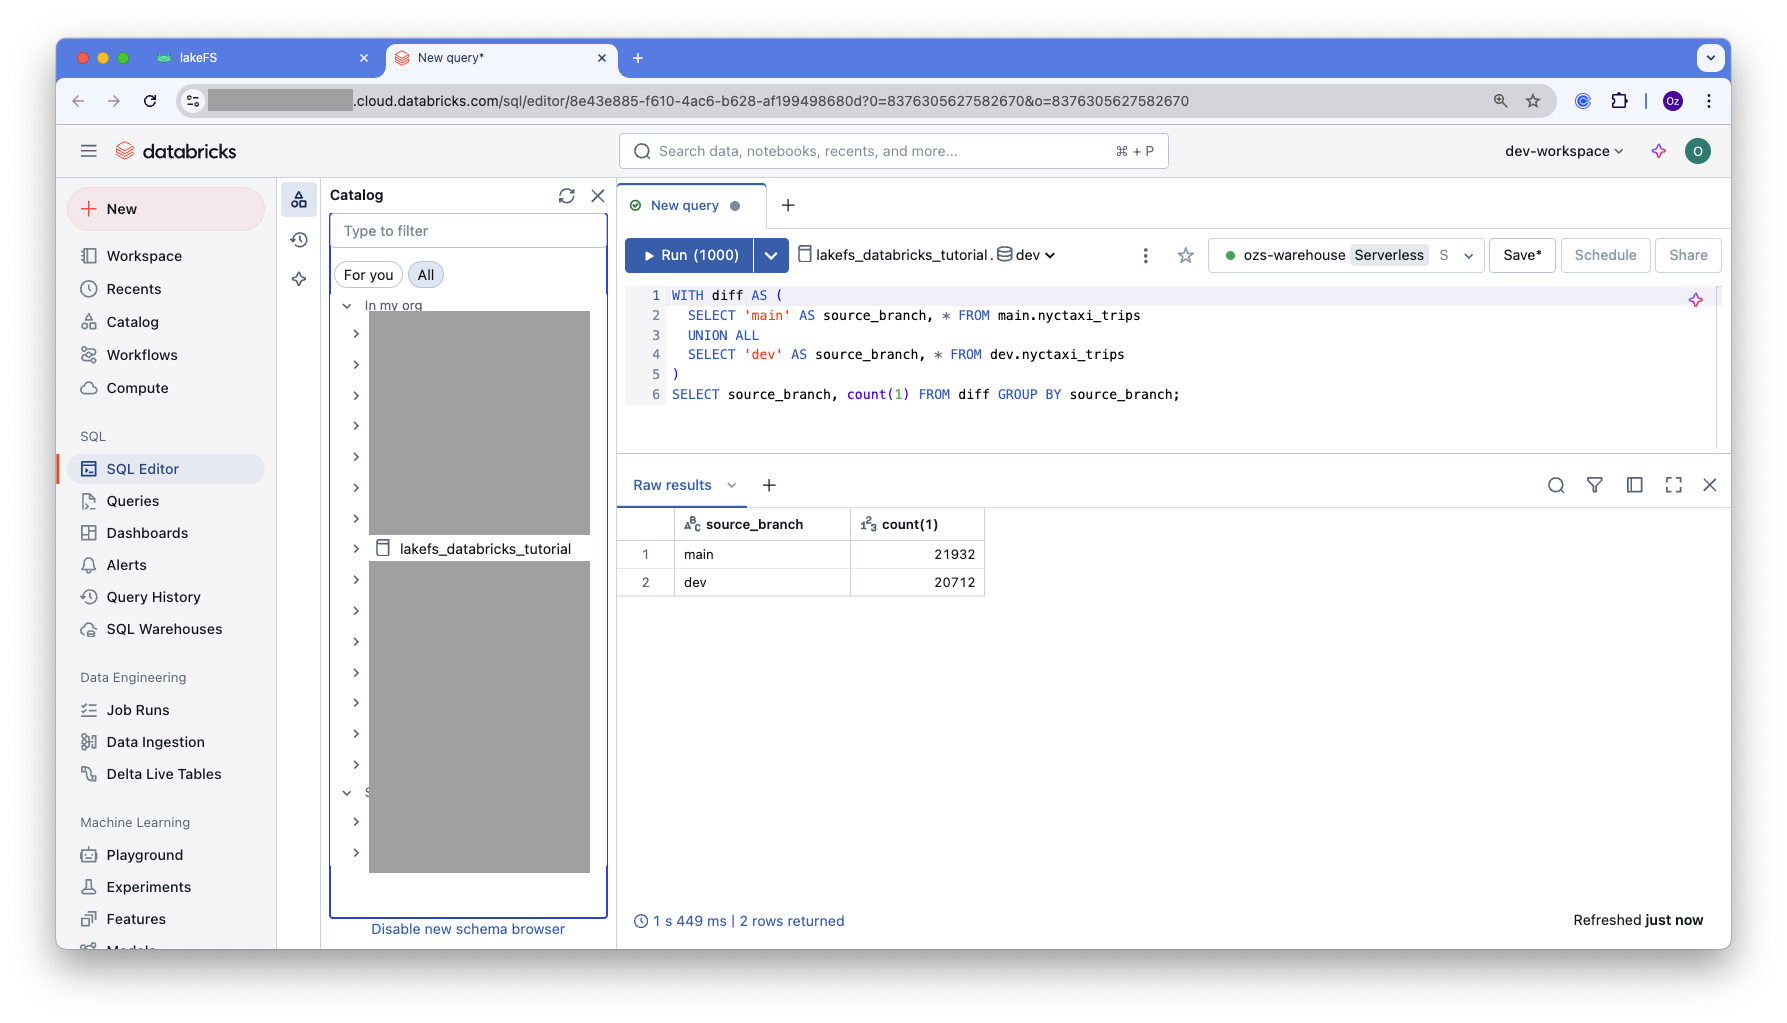 lakeFS
New query*
.cloud.databricks.com/sql/editor/8e43e885-f610-4ac6-b628-af199498680d?0=8376305627582670&o=8376305627582670
Oz
databricks
Search data, notebooks, recents, and more...
⌘ + P
dev-workspace
O
New
Workspace
Recents
Catalog
Workflows
Compute
SQL
SQL Editor
Queries
Dashboards
Alerts
Query History
SQL Warehouses
Data Engineering
Job Runs
Data Ingestion
Delta Live Tables
Machine Learning
Playground
Experiments
Features
Models
Catalog
Type to filter
For you
All
In my org
lakefs_databricks_tutorial
Disable new schema browser
New query
Run (1000)
lakefs_databricks_tutorial . dev
ozs-warehouse Serverless S
Save*
Schedule
Share
1 WITH diff AS (
2 SELECT 'main' AS source_branch, * FROM main.nyctaxi_trips
3 UNION ALL
4 SELECT 'dev' AS source_branch, * FROM dev.nyctaxi_trips
5 )
6 SELECT source_branch, count(1) FROM diff GROUP BY source_branch;
Raw results
source_branch count(1)
1 main 21932
2 dev 20712
1 s 449 ms | 2 rows returned
Refreshed just now